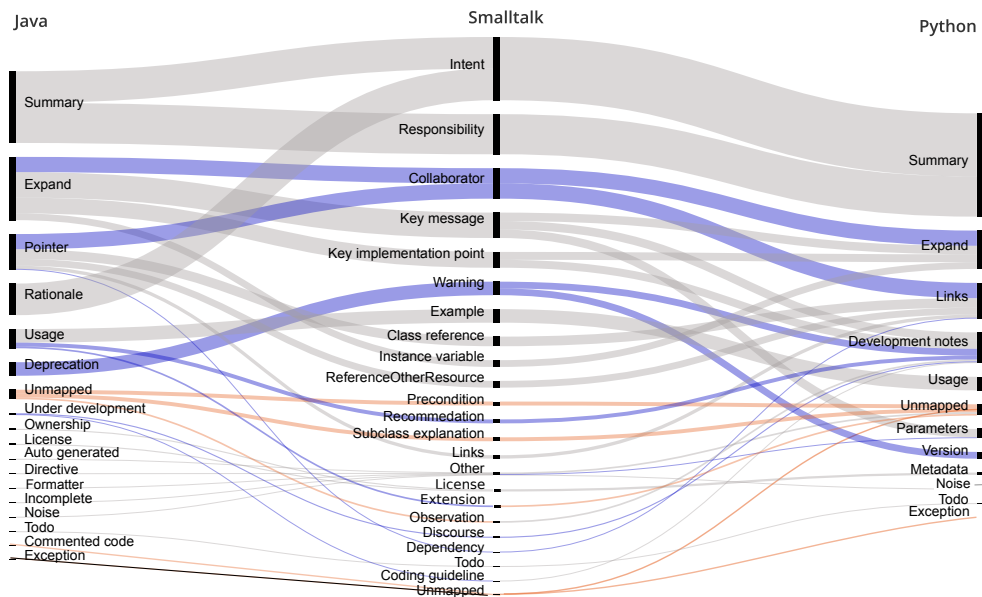 Java
Smalltalk
Python
Summary
Expand
Pointer
Rationale
Usage
Deprecation
Unmapped
Under development
Ownership
License
Auto generated
Directive
Formatter
Incomplete
Noise
Todo
Commented code
Exception
Intent
Responsibility
Collaborator
Key message
Key implementation point
Warning
Example
Class reference
Instance variable
ReferenceOtherResource
Precondition
Recommedation
Subclass explanation
Links
Other
License
Extension
Observation
Discourse
Dependency
Todo
Coding guideline
Unmapped
Summary
Expand
Links
Development notes
Usage
Unmapped
Parameters
Version
Metadata
Noise
Todo
Exception